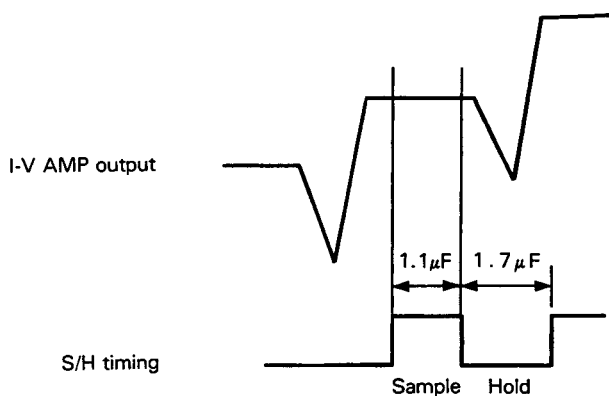 I-V AMP output
1.1μF 1.7μF
S/H timing
Sample Hold